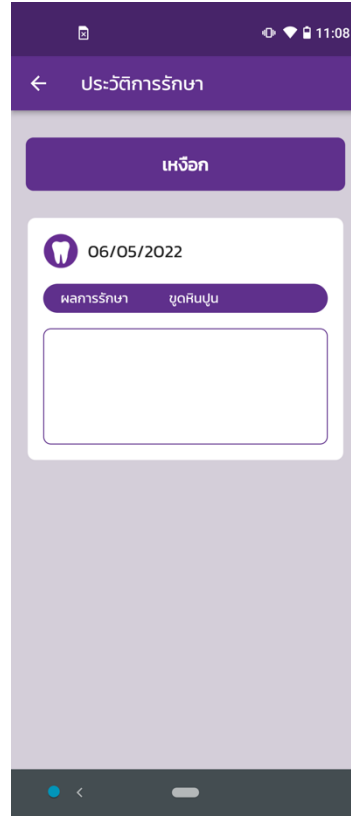 11:08
ประวัติการรักษา
เหงือก
06/05/2022
ผลการรักษา ขูดหินปูน